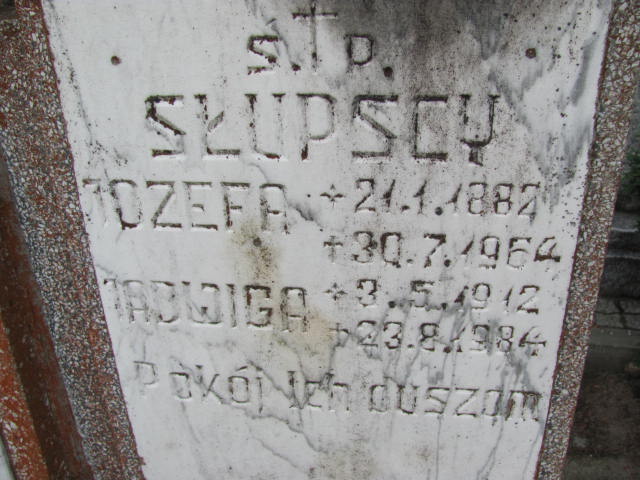 Ś.†P.
SŁUPSCY
JÓZEFA + 21.1.1882
+ 30.7.1964
JADWIGA + 3.5.1912
+ 23.8.1984
Pokój Ich duszom